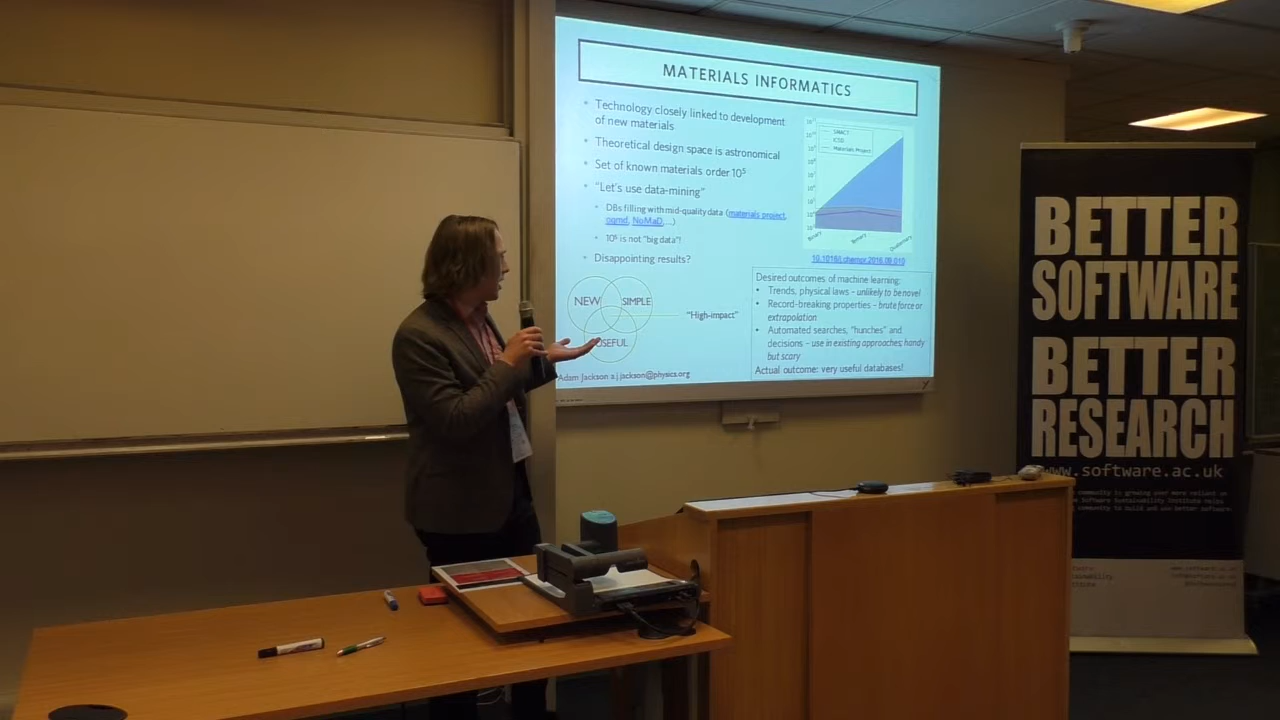 MATERIALS INFORMATICS
Technology closely linked to development
of new materials
Theoretical design space is astronomical
Set of known materials order 10⁵
"Let's use data-mining"
DBs filling with mid-quality data (materials project,
oqmd, NoMaD,...)
10⁵ is not "big data"!
Disappointing results?
NEW
SIMPLE
USEFUL
"High-impact"
Adam Jackson a.j.jackson@physics.org
SMACT
ICSD
Materials Project
Binary
Quaternary
Desired outcomes of machine learning:
Trends, physical laws – unlikely to be novel
Record-breaking properties – brute force or
extrapolation
Automated searches, "hunches" and
decisions – use in existing approaches; handy
but scary
Actual outcome: very useful databases!
BETTER
SOFTWARE
BETTER
RESEARCH
www.software.ac.uk